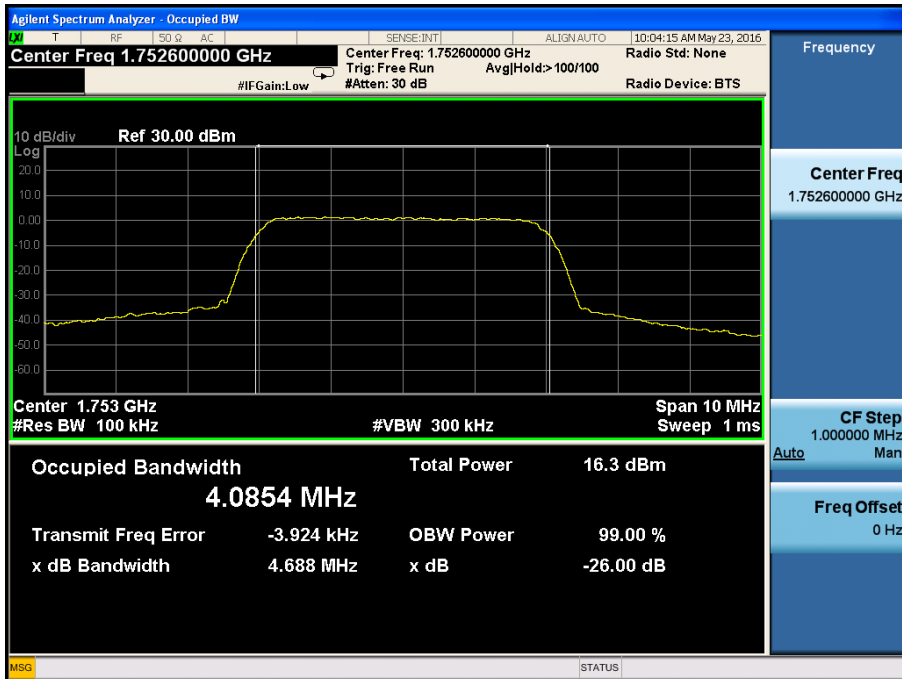 Agilent Spectrum Analyzer - Occupied BW
LXI T RF 50 Ω AC SENSE:INT ALIGN AUTO 10:04:15 AM May 23, 2016
Center Freq 1.752600000 GHz
Center Freq: 1.752600000 GHz Radio Std: None
Trig: Free Run Avg|Hold:> 100/100
#IFGain:Low #Atten: 30 dB Radio Device: BTS
10 dB/div Ref 30.00 dBm
Log
20.0
10.0
0.00
-10.0
-20.0
-30.0
-40.0
-50.0
-60.0
Center 1.753 GHz Span 10 MHz
#Res BW 100 kHz #VBW 300 kHz Sweep 1 ms
Occupied Bandwidth Total Power 16.3 dBm
4.0854 MHz
Transmit Freq Error -3.924 kHz OBW Power 99.00 %
x dB Bandwidth 4.688 MHz x dB -26.00 dB
MSG STATUS
Frequency
Center Freq
1.752600000 GHz
CF Step
1.000000 MHz
Auto Man
Freq Offset
0 Hz